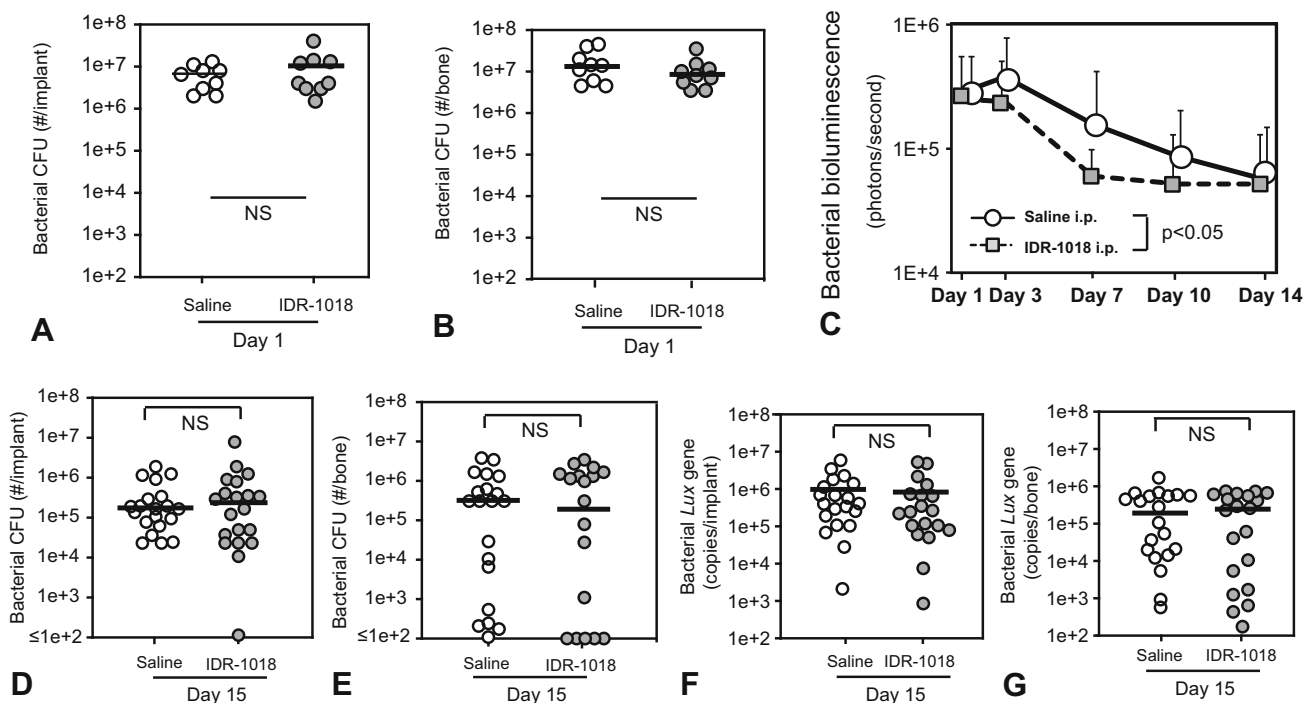 1e+8
1e+7
1e+6
1e+5
1e+4
1e+3
1e+2
Bacterial CFU (#/implant)
NS
Saline IDR-1018
Day 1
A
1e+8
1e+7
1e+6
1e+5
1e+4
1e+3
1e+2
Bacterial CFU (#/bone)
NS
Saline IDR-1018
Day 1
B
1E+6
1E+5
1E+4
Bacterial bioluminescence
(photons/second)
Saline i.p.
IDR-1018 i.p.
p<0.05
Day 1 Day 3 Day 7 Day 10 Day 14
C
1e+8
1e+7
1e+6
1e+5
1e+4
1e+3
≤1e+2
Bacterial CFU (#/implant)
NS
Saline IDR-1018
Day 15
D
1e+8
1e+7
1e+6
1e+5
1e+4
1e+3
≤1e+2
Bacterial CFU (#/bone)
NS
Saline IDR-1018
Day 15
E
1e+8
1e+7
1e+6
1e+5
1e+4
1e+3
1e+2
Bacterial Lux gene
(copies/implant)
NS
Saline IDR-1018
Day 15
F
1e+8
1e+7
1e+6
1e+5
1e+4
1e+3
1e+2
Bacterial Lux gene
(copies/bone)
NS
Saline IDR-1018
Day 15
G